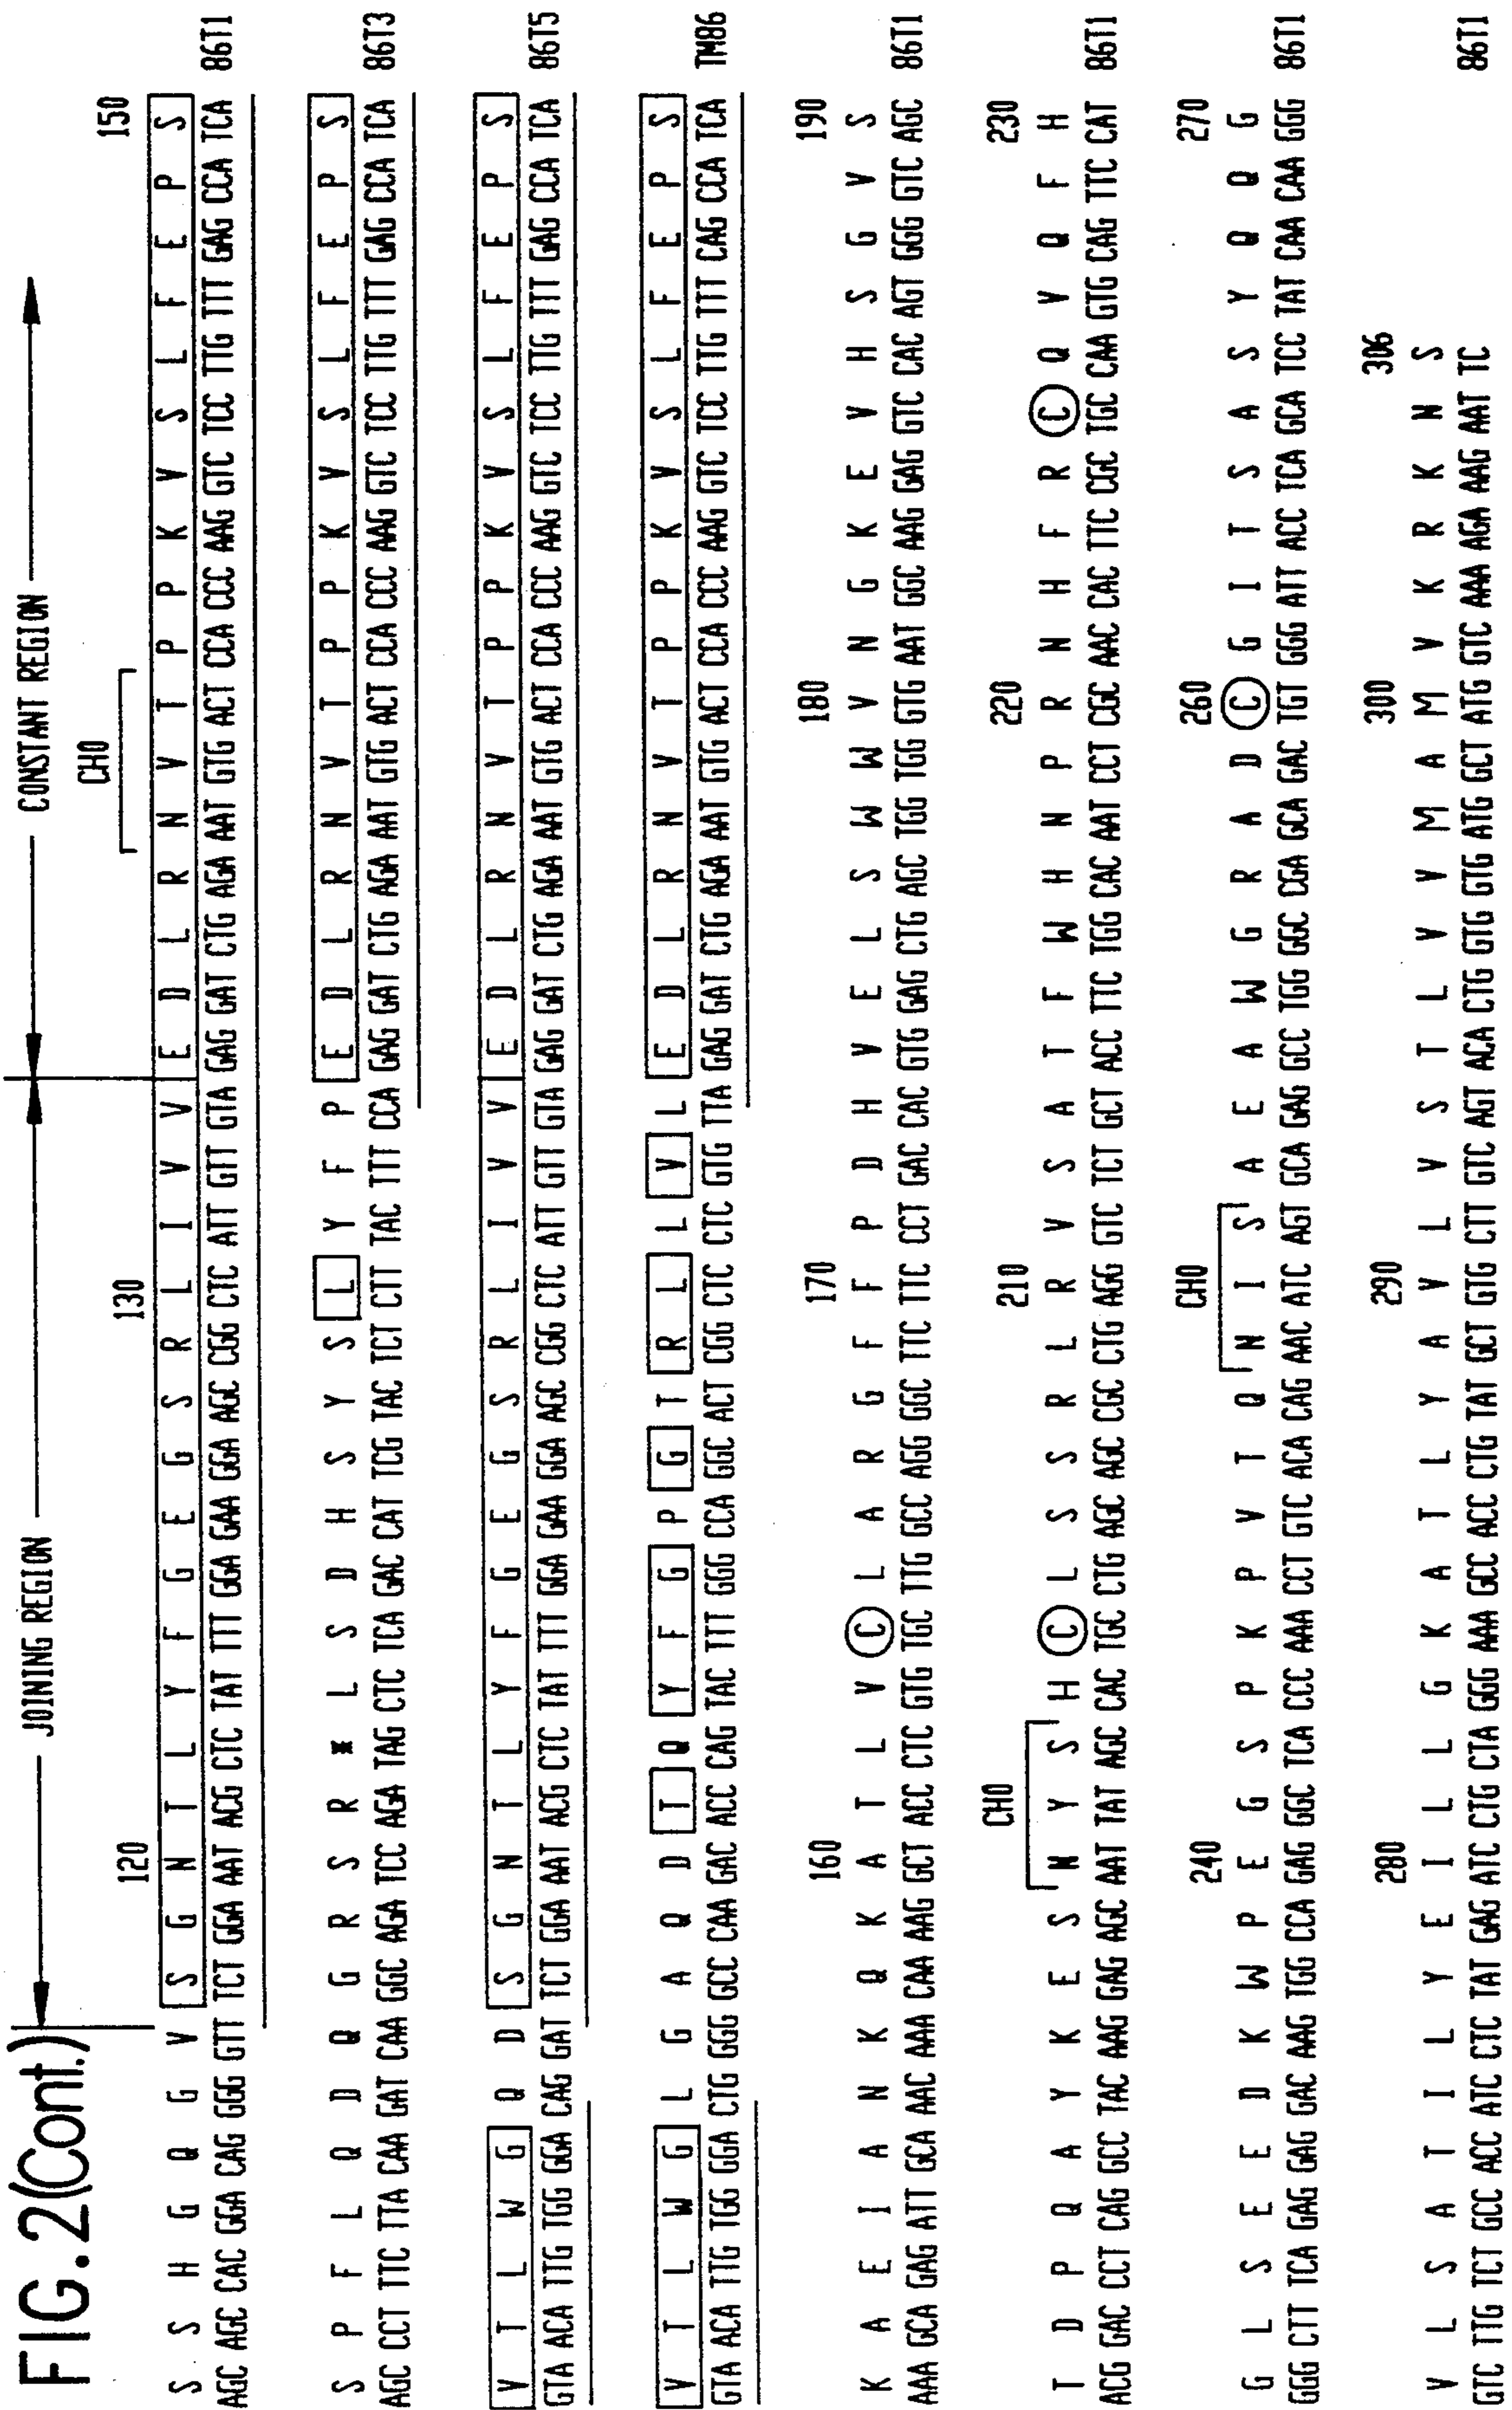 FIG.2(Cont.)
JOINING REGION CONSTANT REGION
CHO
120 130 150
S S H G Q G V S G N T L Y F G E G S R L I V V E D L R N V T P P K V S L F E P S
AGC AGC CAC GGA CAG GGG GTT TCT GGA AAT ACG CTC TAT TTT GGA GAA GGA AGC CGG CTC ATT GTT GTA GAG GAT CTG AGA AAT GTG ACT CCA CCC AAG GTC TCC TTG TTT GAG CCA TCA 86T1
S P F L Q D Q G R S R * L S D H S Y S L Y F P E D L R N V T P P K V S L F E P S
AGC CCT TTC TTA CAA GAT CAA GGC AGA TCC AGA TAG CTC TCA GAC CAT TCG TAC TCT CTT TAC TTT CCA GAG GAT CTG AGA AAT GTG ACT CCA CCC AAG GTC TCC TTG TTT GAG CCA TCA 86T3
V T L W G Q D S G N T L Y F G E G S R L I V V E D L R N V T P P K V S L F E P S
GTA ACA TTG TGG GGA CAG GAT TCT GGA AAT ACG CTC TAT TTT GGA GAA GGA AGC CGG CTC ATT GTT GTA GAG GAT CTG AGA AAT GTG ACT CCA CCC AAG GTC TCC TTG TTT GAG CCA TCA 86T5
V T L W G L G A Q D T Q Y F G P G T R L L V L E D L R N V T P P K V S L F E P S
GTA ACA TTG TGG GGA CTG GGG GCC CAA GAC ACC CAG TAC TTT GGG CCA GGC ACT CGG CTC CTC GTG TTA GAG GAT CTG AGA AAT GTG ACT CCA CCC AAG GTC TCC TTG TTT CAG CCA TCA TM86
160 170 180 190
K A E I A N K Q K A T L V C L A R G F F P D H V E L S W W V N G K E V H S G V S
AAA GCA GAG ATT GCA AAC AAA CAA AAG GCT ACC CTC GTG TGC TTG GCC AGG GGC TTC TTC CCT GAC CAC GTG GAG CTG AGC TGG TGG GTG AAT GGC AAG GAG GTC CAC AGT GGG GTC AGC 86T1
CHO
210 220 230
T D P Q A Y K E S N Y S H C L S S R L R V S A T F W H N P R N H F R C Q V Q F H
ACG GAC CCT CAG GCC TAC AAG GAG AGC AAT TAT AGC CAC TGC CTG AGC AGC CGC CTG AGG GTC TCT GCT ACC TTC TGG CAC AAT CCT CGC AAC CAC TTC CGC TGC CAA GTG CAG TTC CAT 86T1
CHO
240 260 270
G L S E E D K W P E G S P K P V T Q N I S A E A W G R A D C G I T S A S Y Q Q G
GGG CTT TCA GAG GAG GAC AAG TGG CCA GAG GGC TCA CCC AAA CCT GTC ACA CAG AAC ATC AGT GCA GAG GCC TGG GGC CGA GCA GAC TGT GGG ATT ACC TCA GCA TCC TAT CAA CAA GGG 86T1
280 290 300 306
V L S A T I L Y E I L L G K A T L Y A V L V S T L V V M A M V K R K N S
GTC TTG TCT GCC ACC ATC CTC TAT GAG ATC CTG CTA GGG AAA GCC ACC CTG TAT GCT GTG CTT GTC AGT ACA CTG GTG GTG ATG GCT ATG GTC AAA AGA AAG AAT TC 86T1